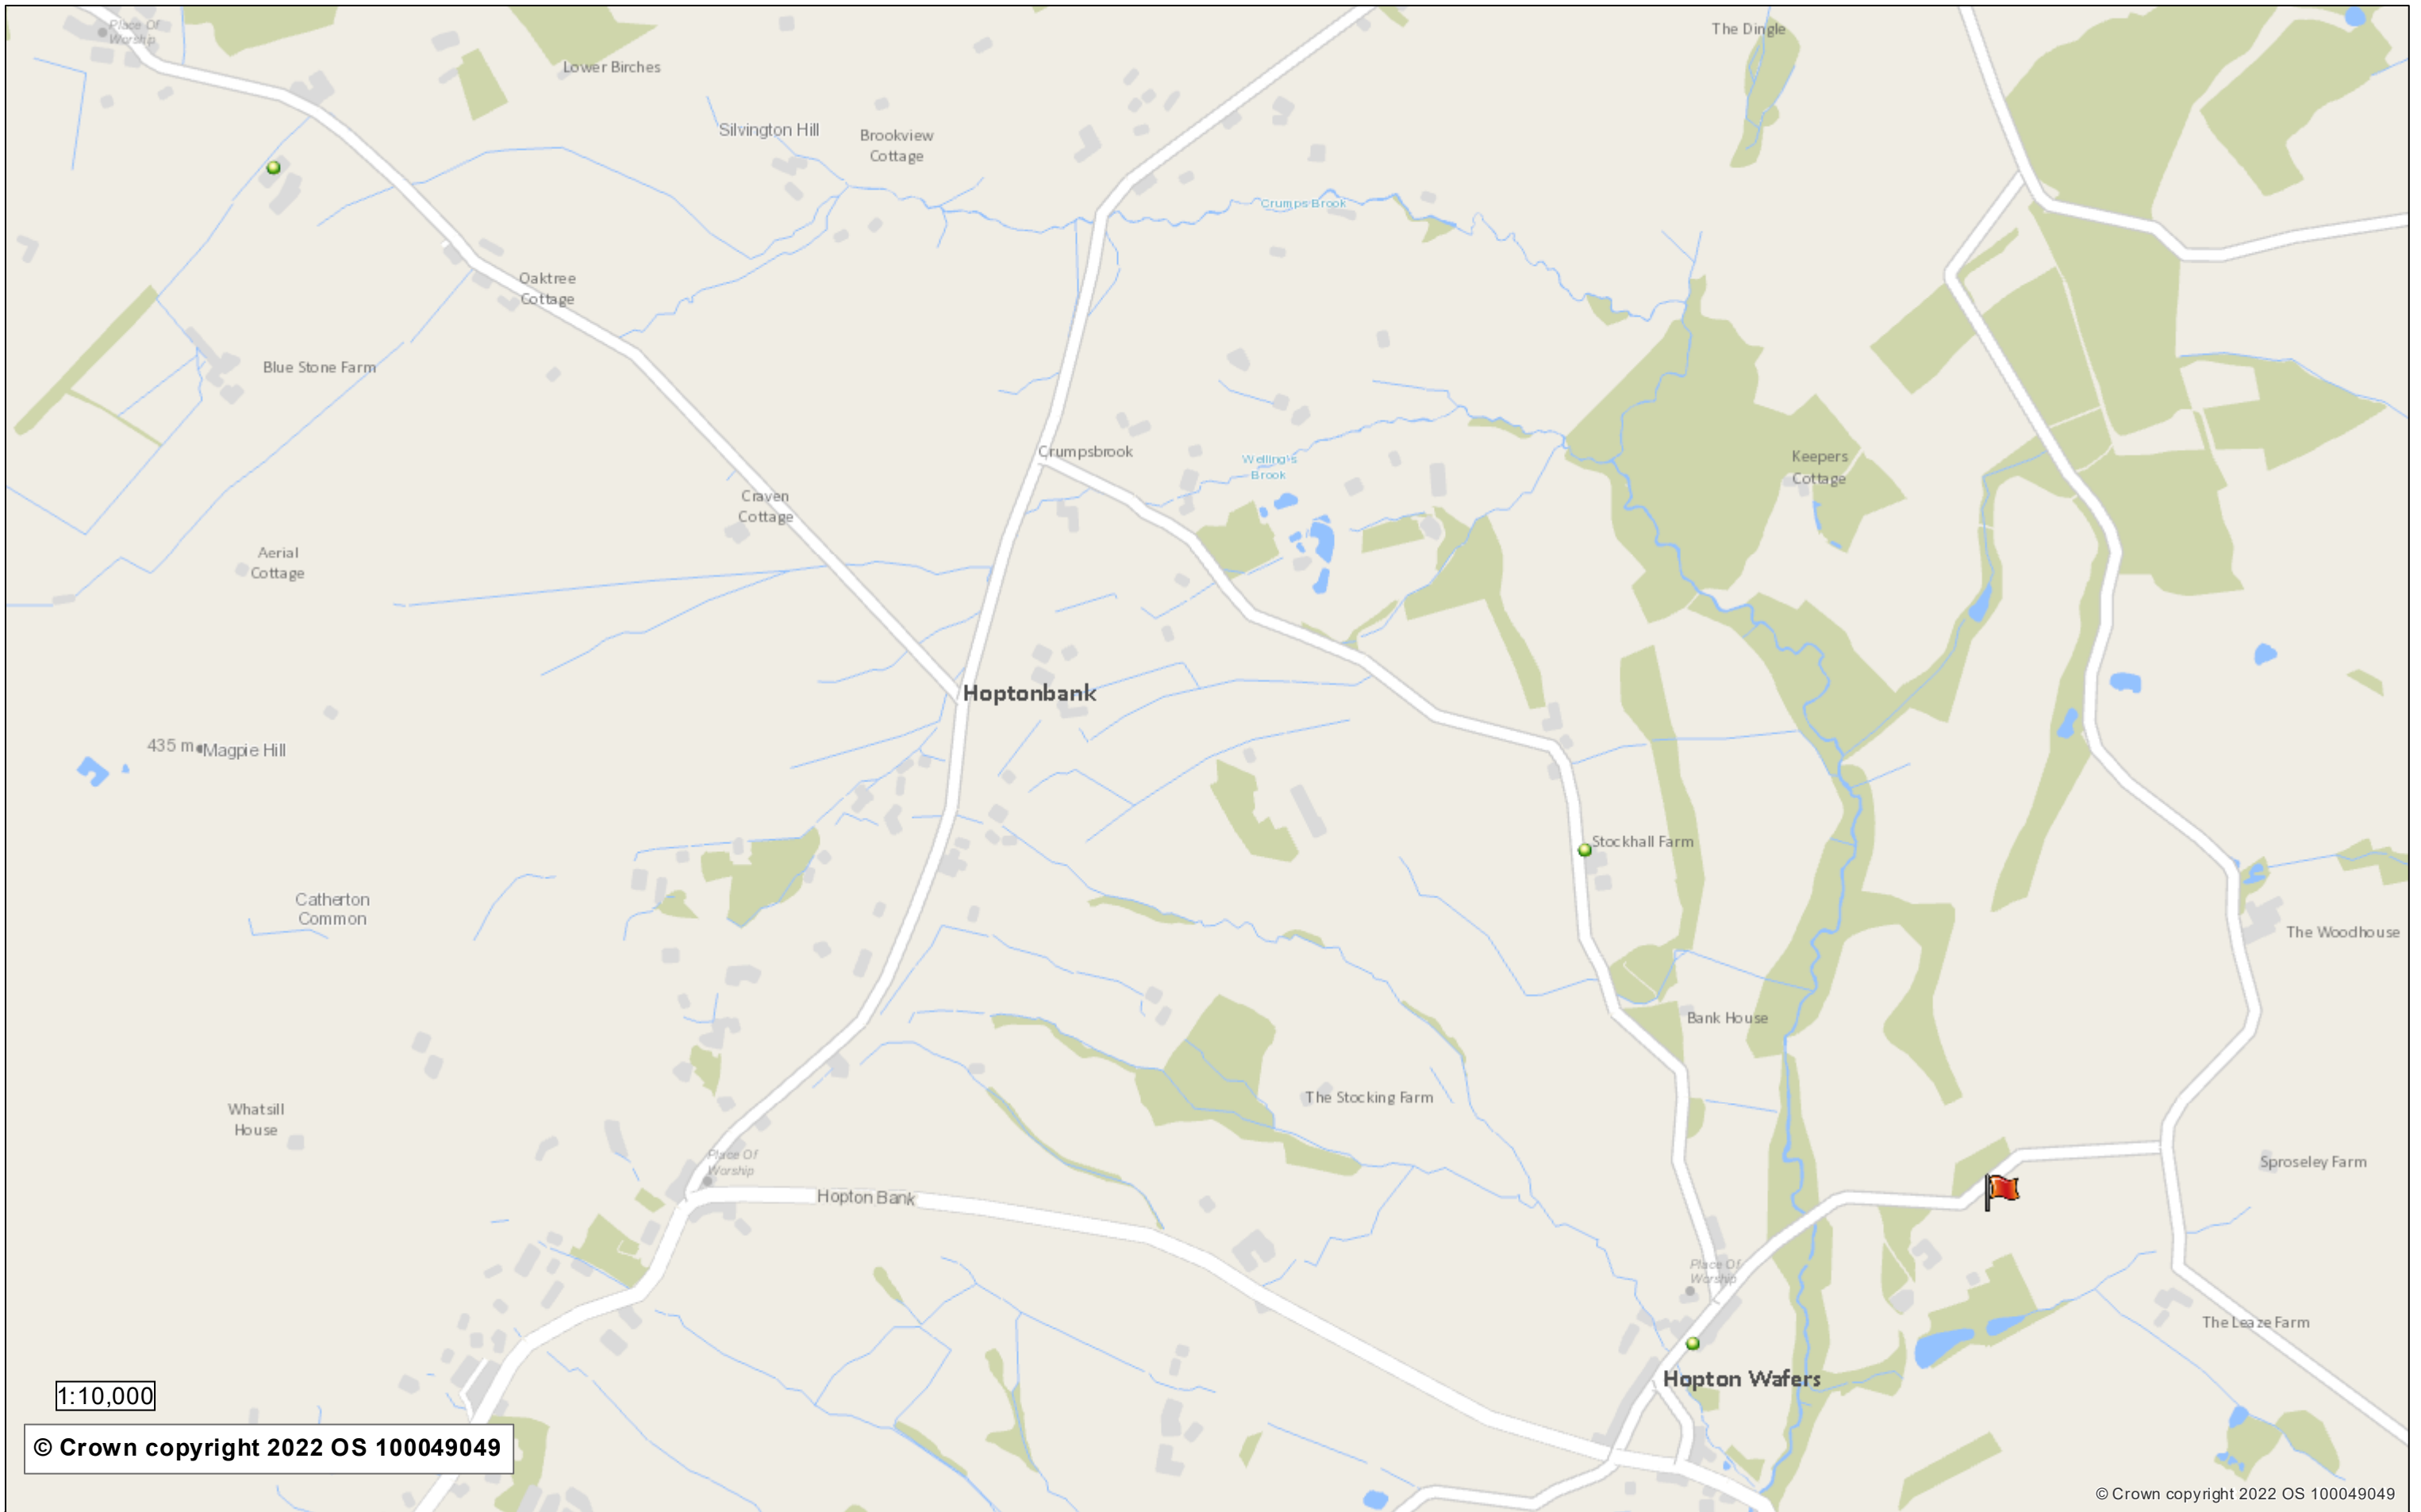 Place Of
Worship
The Dingle
Lower Birches
Silvington Hill
Brookview
Cottage
Crumps Brook
Oaktree
Cottage
Blue Stone Farm
Crumpsbrook
Welling's
Brook
Keepers
Cottage
Craven
Cottage
Aerial
Cottage
Hoptonbank
435 m
Magpie Hill
Stockhall Farm
Catherton
Common
The Woodhouse
Bank House
The Stocking Farm
Whatsill
House
Place Of
Worship
Sproseley Farm
Hopton Bank
Place Of
Worship
The Leaze Farm
Hopton Wafers
1:10,000
© Crown copyright 2022 OS 100049049
© Crown copyright 2022 OS 100049049